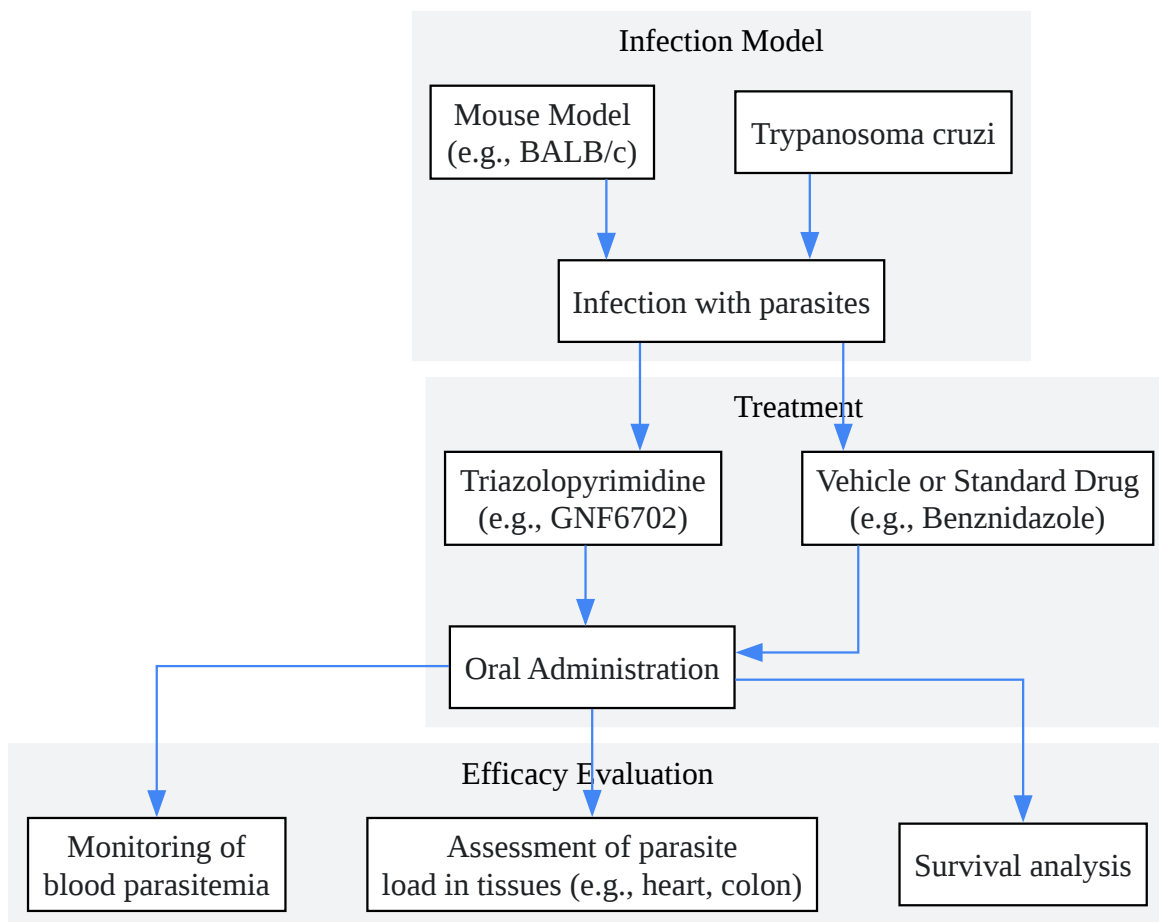 Infection Model
Mouse Model
(e.g., BALB/c)
Trypanosoma cruzi
Infection with parasites
Treatment
Triazolopyrimidine
(e.g., GNF6702)
Vehicle or Standard Drug
(e.g., Benznidazole)
Oral Administration
Efficacy Evaluation
Monitoring of
blood parasitemia
Assessment of parasite
load in tissues (e.g., heart, colon)
Survival analysis